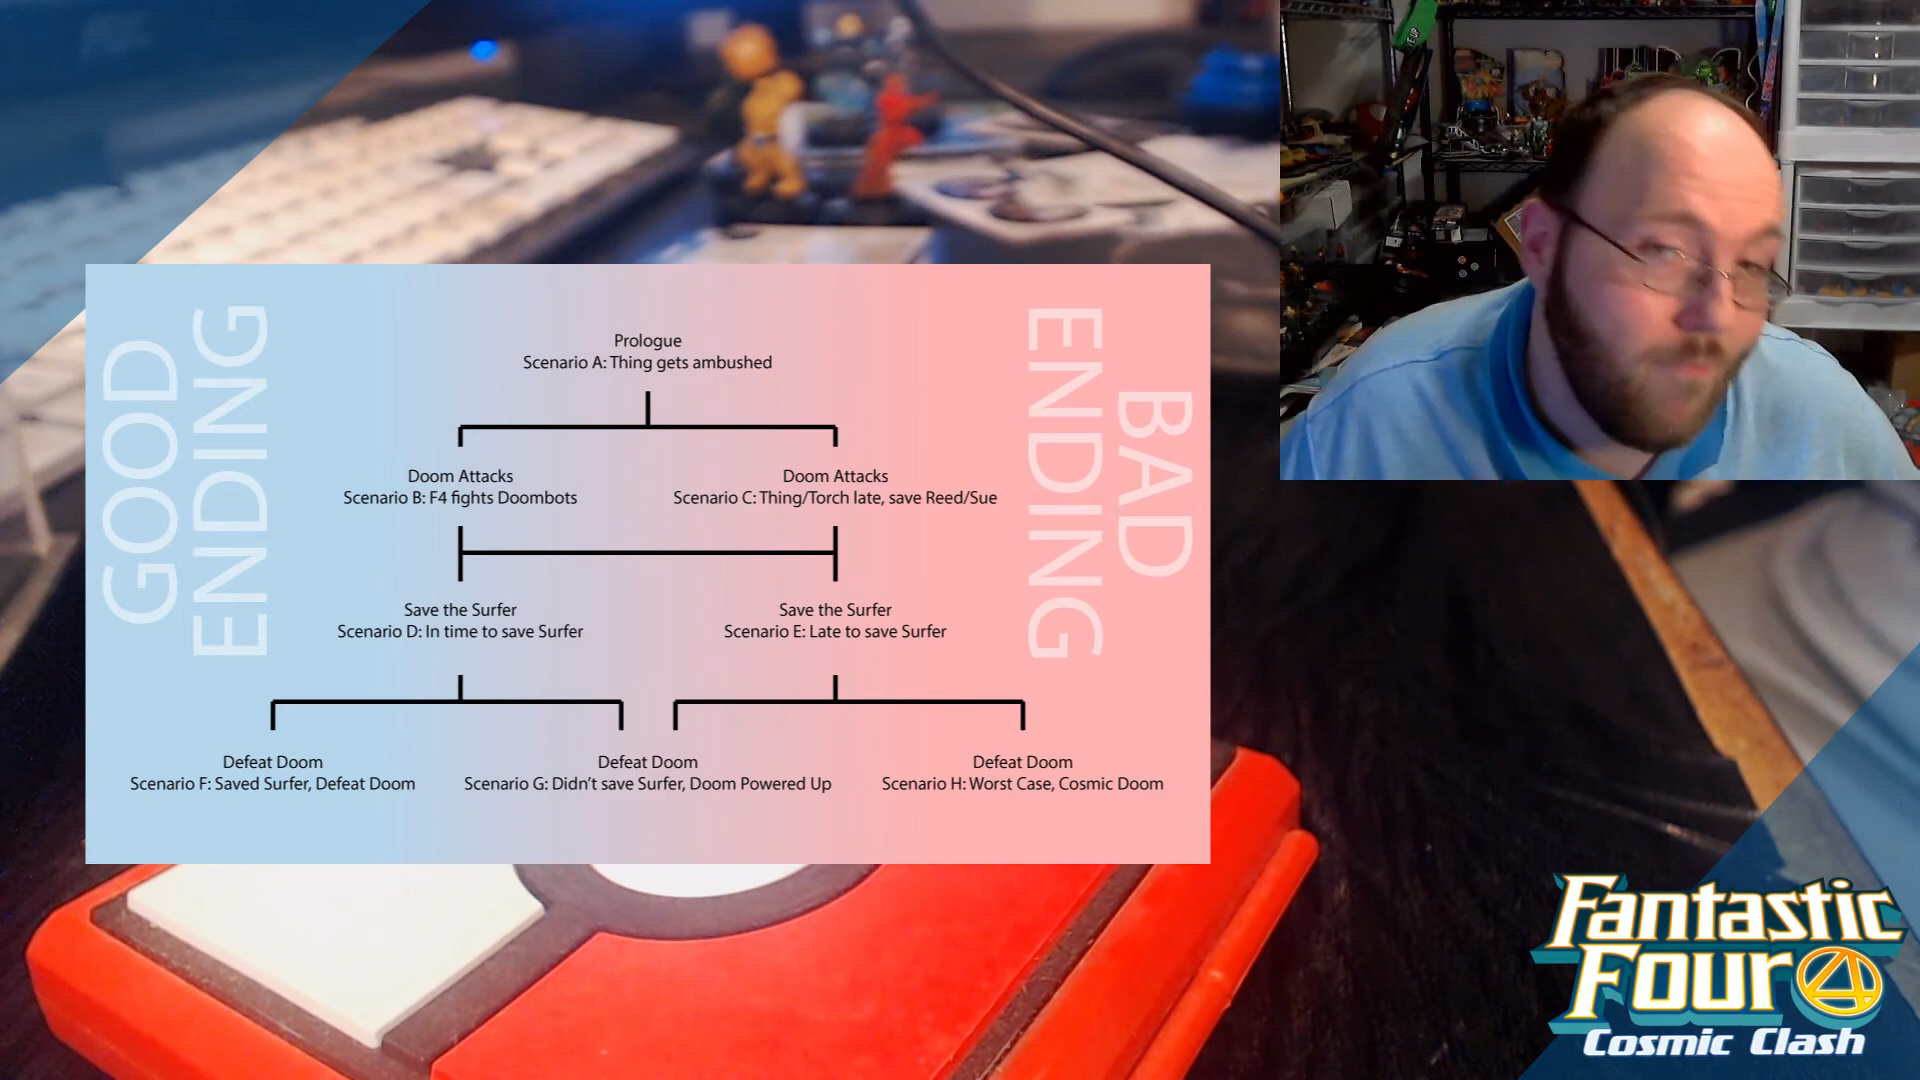 GOOD
ENDING
BAD
ENDING
Prologue
Scenario A: Thing gets ambushed
Doom Attacks
Scenario B: F4 fights Doombots
Doom Attacks
Scenario C: Thing/Torch late, save Reed/Sue
Save the Surfer
Scenario D: In time to save Surfer
Save the Surfer
Scenario E: Late to save Surfer
Defeat Doom
Scenario F: Saved Surfer, Defeat Doom
Defeat Doom
Scenario G: Didn't save Surfer, Doom Powered Up
Defeat Doom
Scenario H: Worst Case, Cosmic Doom
Fantastic
Four 4
Cosmic Clash